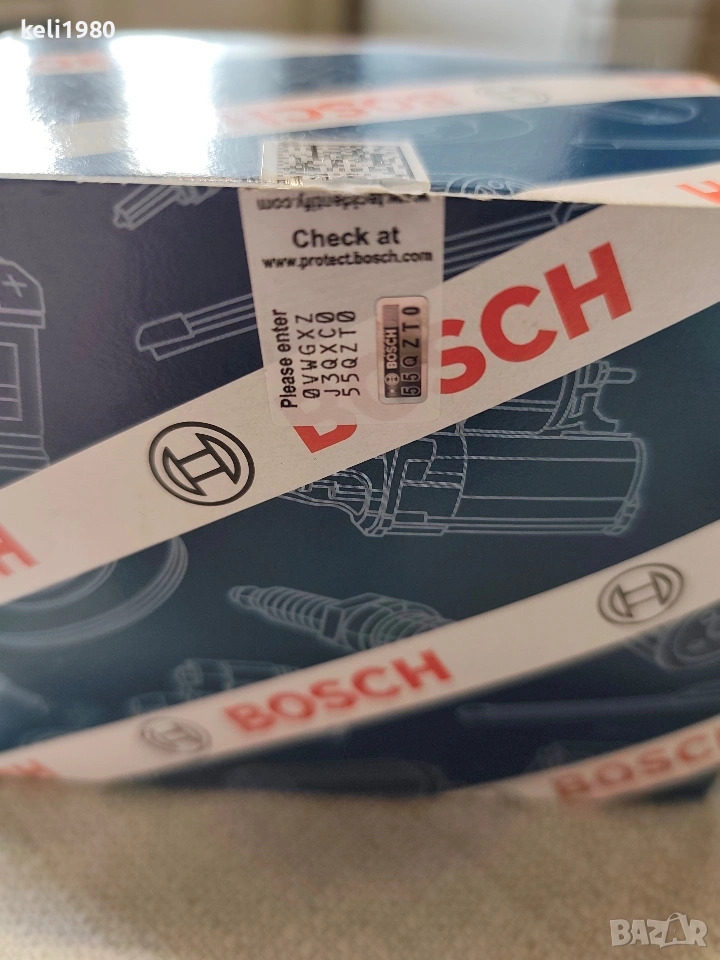 keli1980
BOSCH
BOSCH
www.tecidentify.com
Check at
www.protect.bosch.com
Please enter
0VWGXZ
J3QXC0
55QZT0
BOSCH
55QZT0
BOSCH
H
BOSCH
H
BOSCH
BAZAR